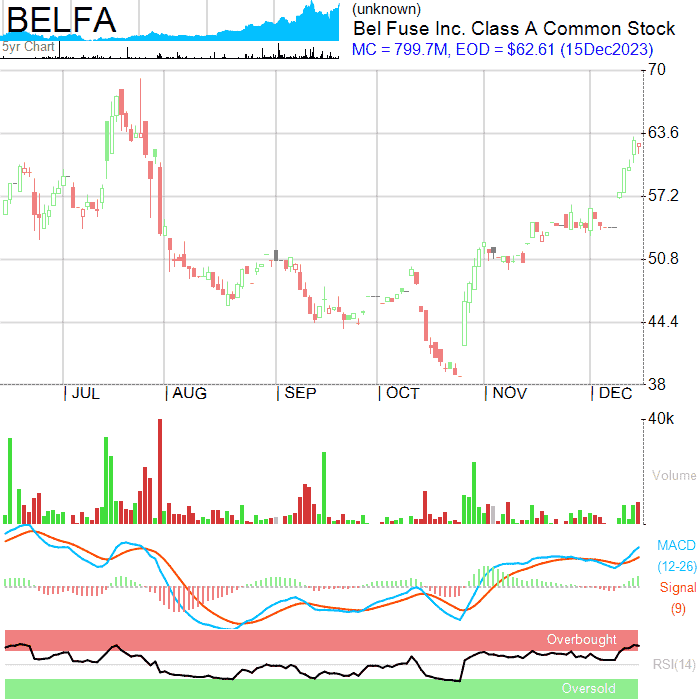 BELFA
5yr Chart
(unknown)
Bel Fuse Inc. Class A Common Stock
MC = 799.7M, EOD = $62.61 (15Dec2023)
70
63.6
57.2
50.8
44.4
38
JUL AUG SEP OCT NOV DEC
40k
Volume
MACD
(12-26)
Signal
(9)
Overbought
RSI(14)
Oversold